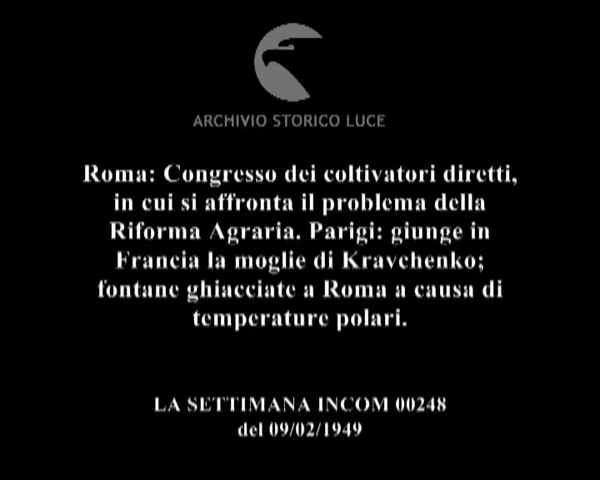 ARCHIVIO STORICO LUCE
Roma: Congresso dei coltivatori diretti,
in cui si affronta il problema della
Riforma Agraria. Parigi: giunge in
Francia la moglie di Kravchenko;
fontane ghiacciate a Roma a causa di
temperature polari.
LA SETTIMANA INCOM 00248
del 09/02/1949